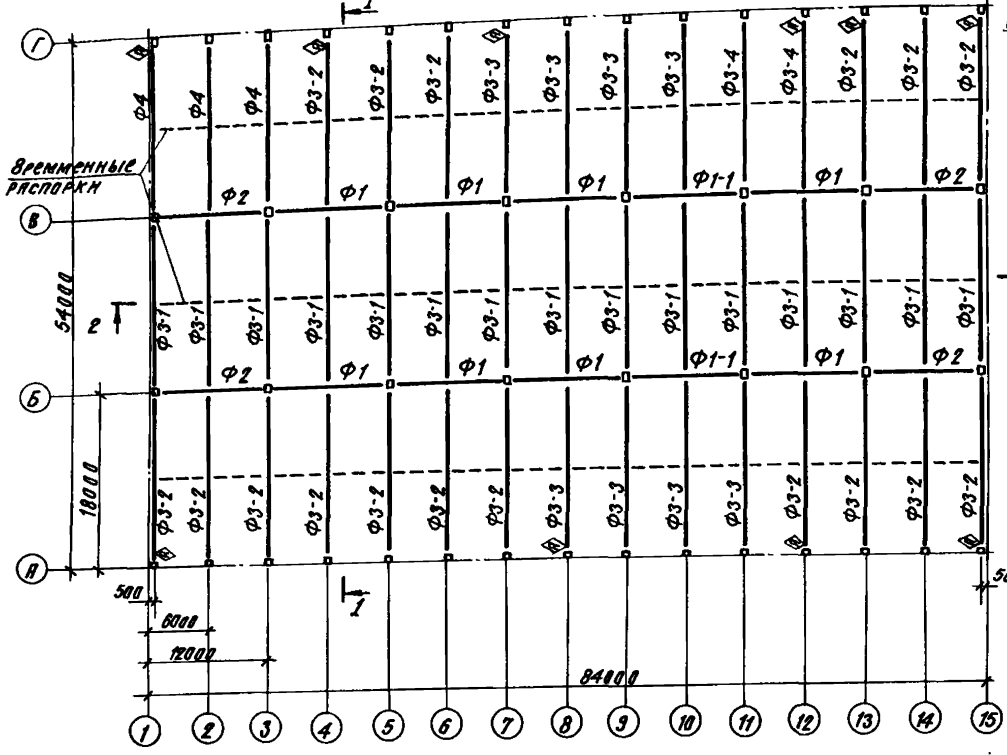 1
Г
Ф4 Ф4 Ф4 Ф3-2 Ф3-2 Ф3-2 Ф3-3 Ф3-3 Ф3-3 Ф3-3 Ф3-4 Ф3-4 Ф3-2 Ф3-2 Ф3-2
Временные
распорки
Ф2 Ф1 Ф1 Ф1 Ф1-1 Ф1 Ф2
В
54000
2
Ф3-1 Ф3-1 Ф3-1 Ф3-1 Ф3-1 Ф3-1 Ф3-1 Ф3-1 Ф3-1 Ф3-1 Ф3-1 Ф3-1 Ф3-1 Ф3-1 Ф3-1
Ф2 Ф1 Ф1 Ф1 Ф1-1 Ф1 Ф2
Б
18000
Ф3-2 Ф3-2 Ф3-2 Ф3-2 Ф3-2 Ф3-2 Ф3-2 Ф3-3 Ф3-3 Ф3-3 Ф3-3 Ф3-2 Ф3-2 Ф3-2 Ф3-2
А
500
1
6000
12000
84000
1 2 3 4 5 6 7 8 9 10 11 12 13 14 15